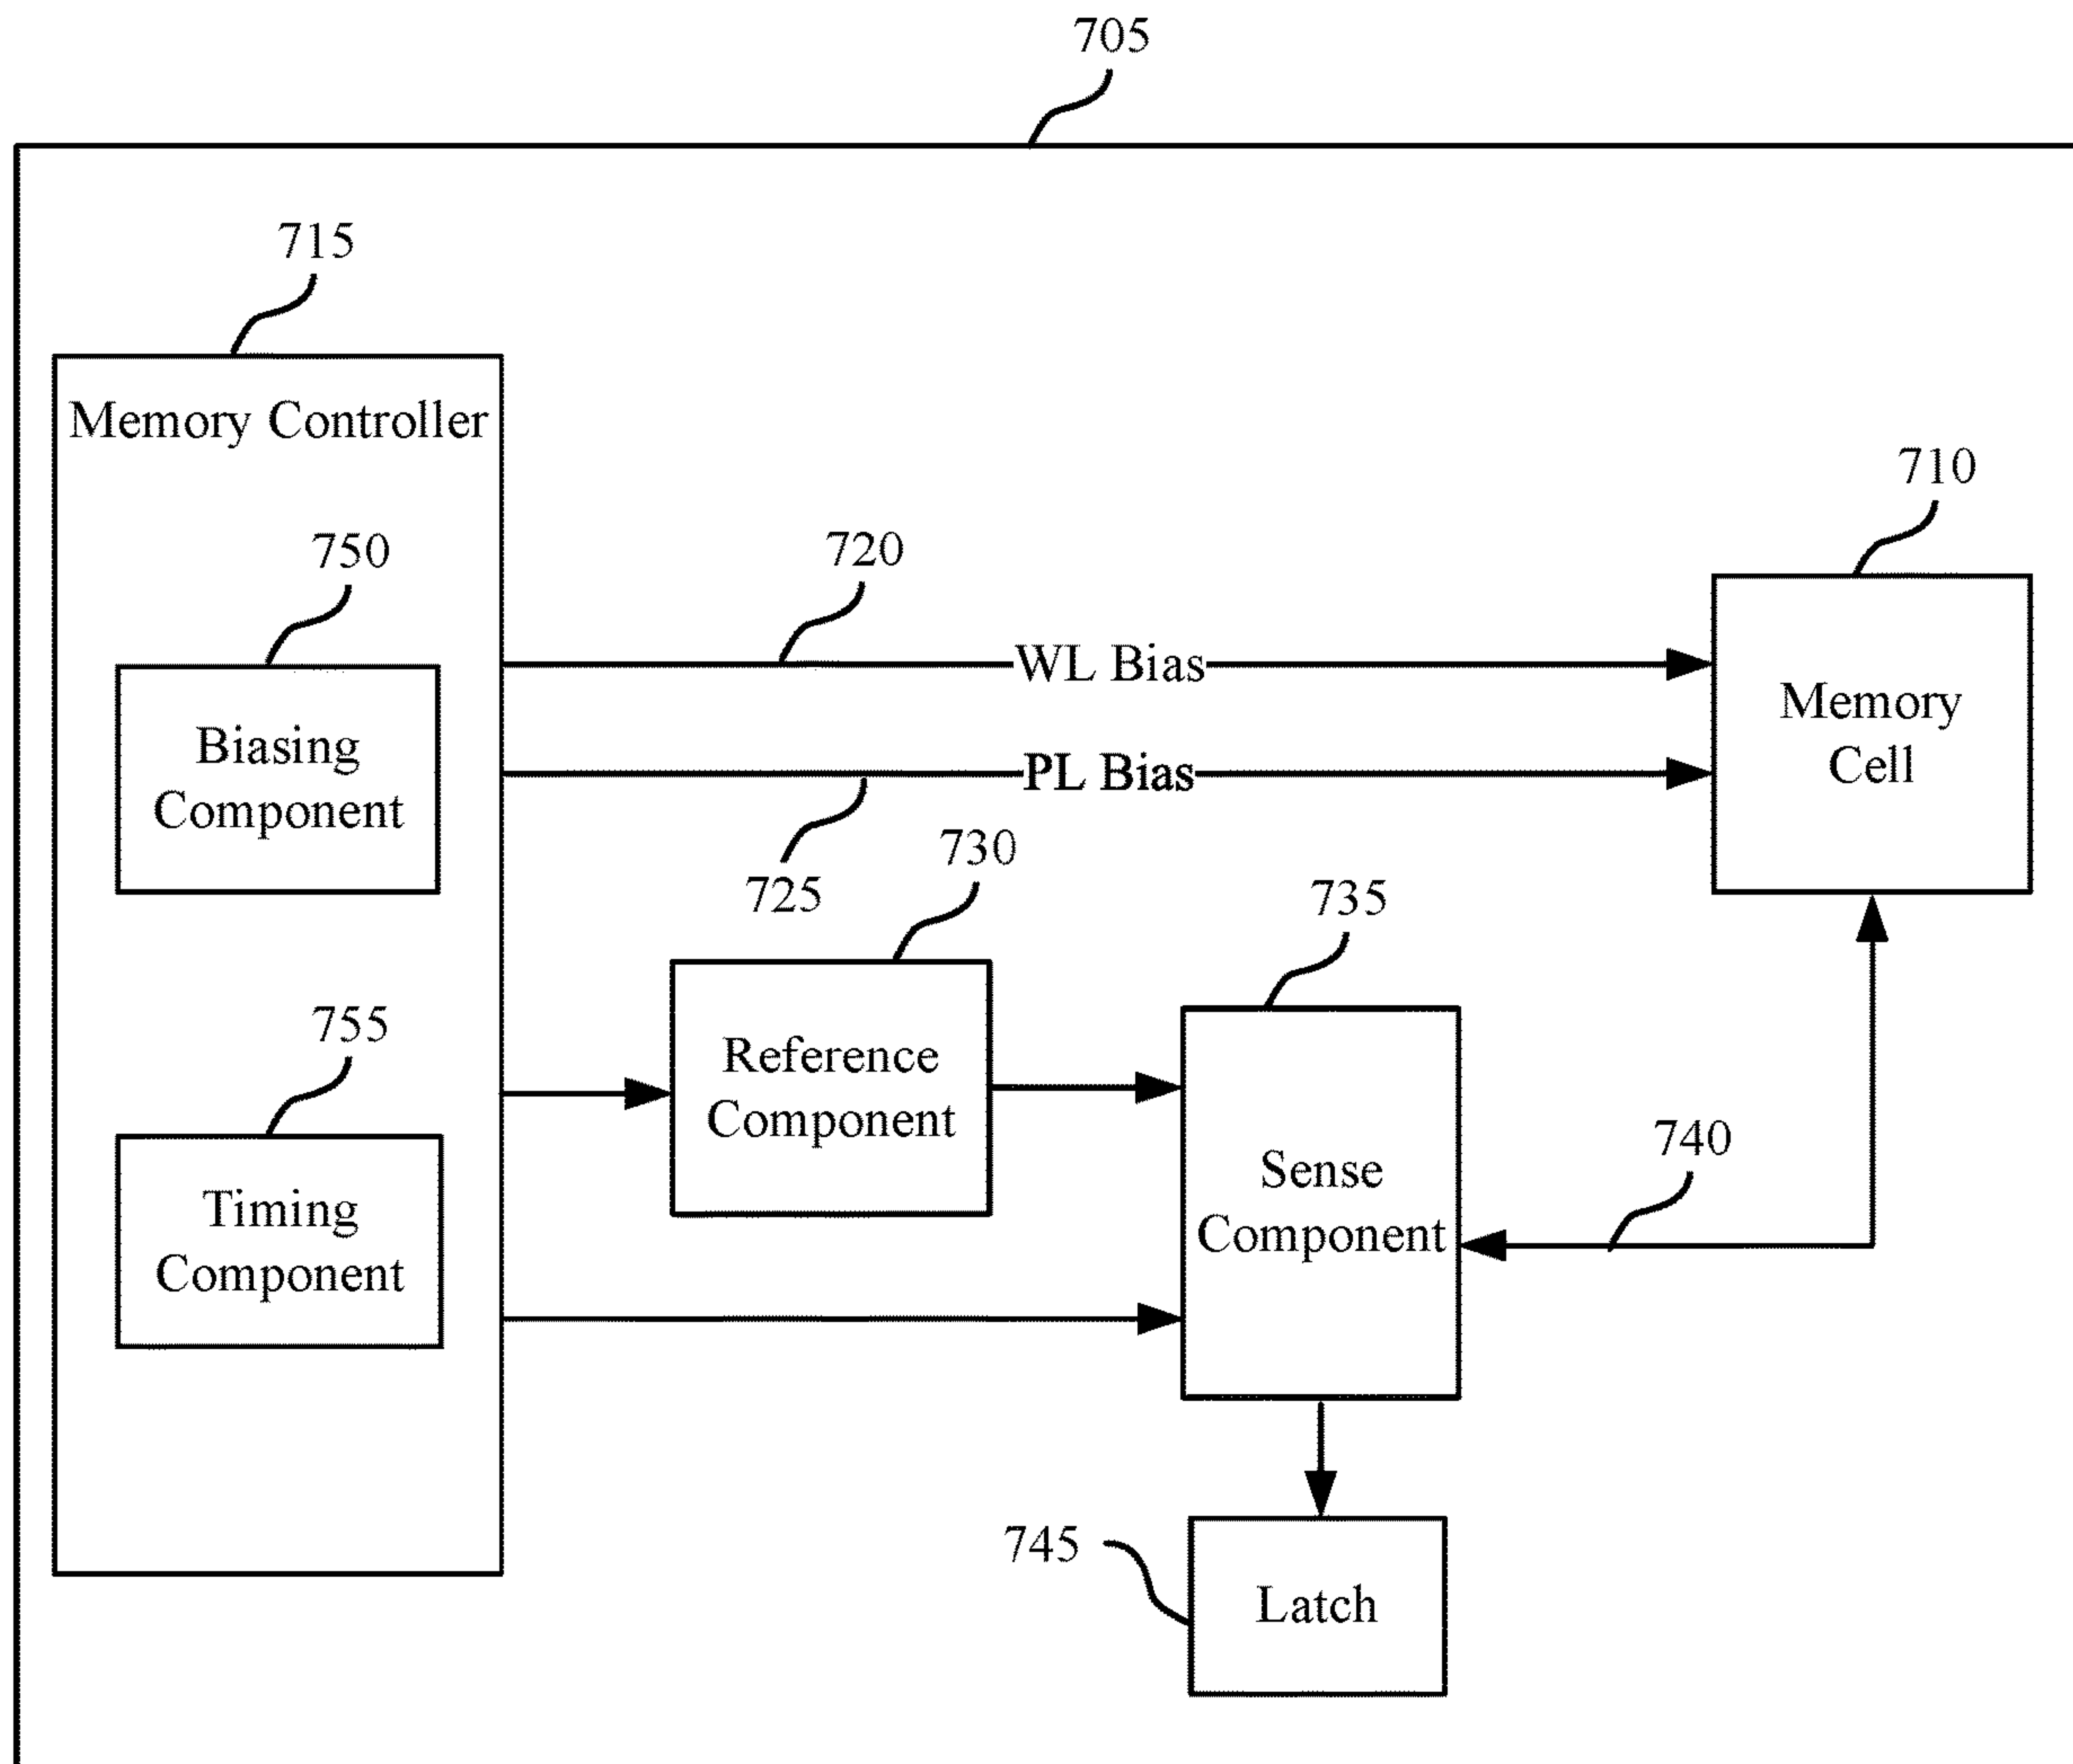 705
715
Memory Controller
710
750
720
WL Bias
Memory
Cell
Biasing
Component
PL Bias
725
730
735
755
Reference
Component
740
Sense
Component
Timing
Component
745
Latch